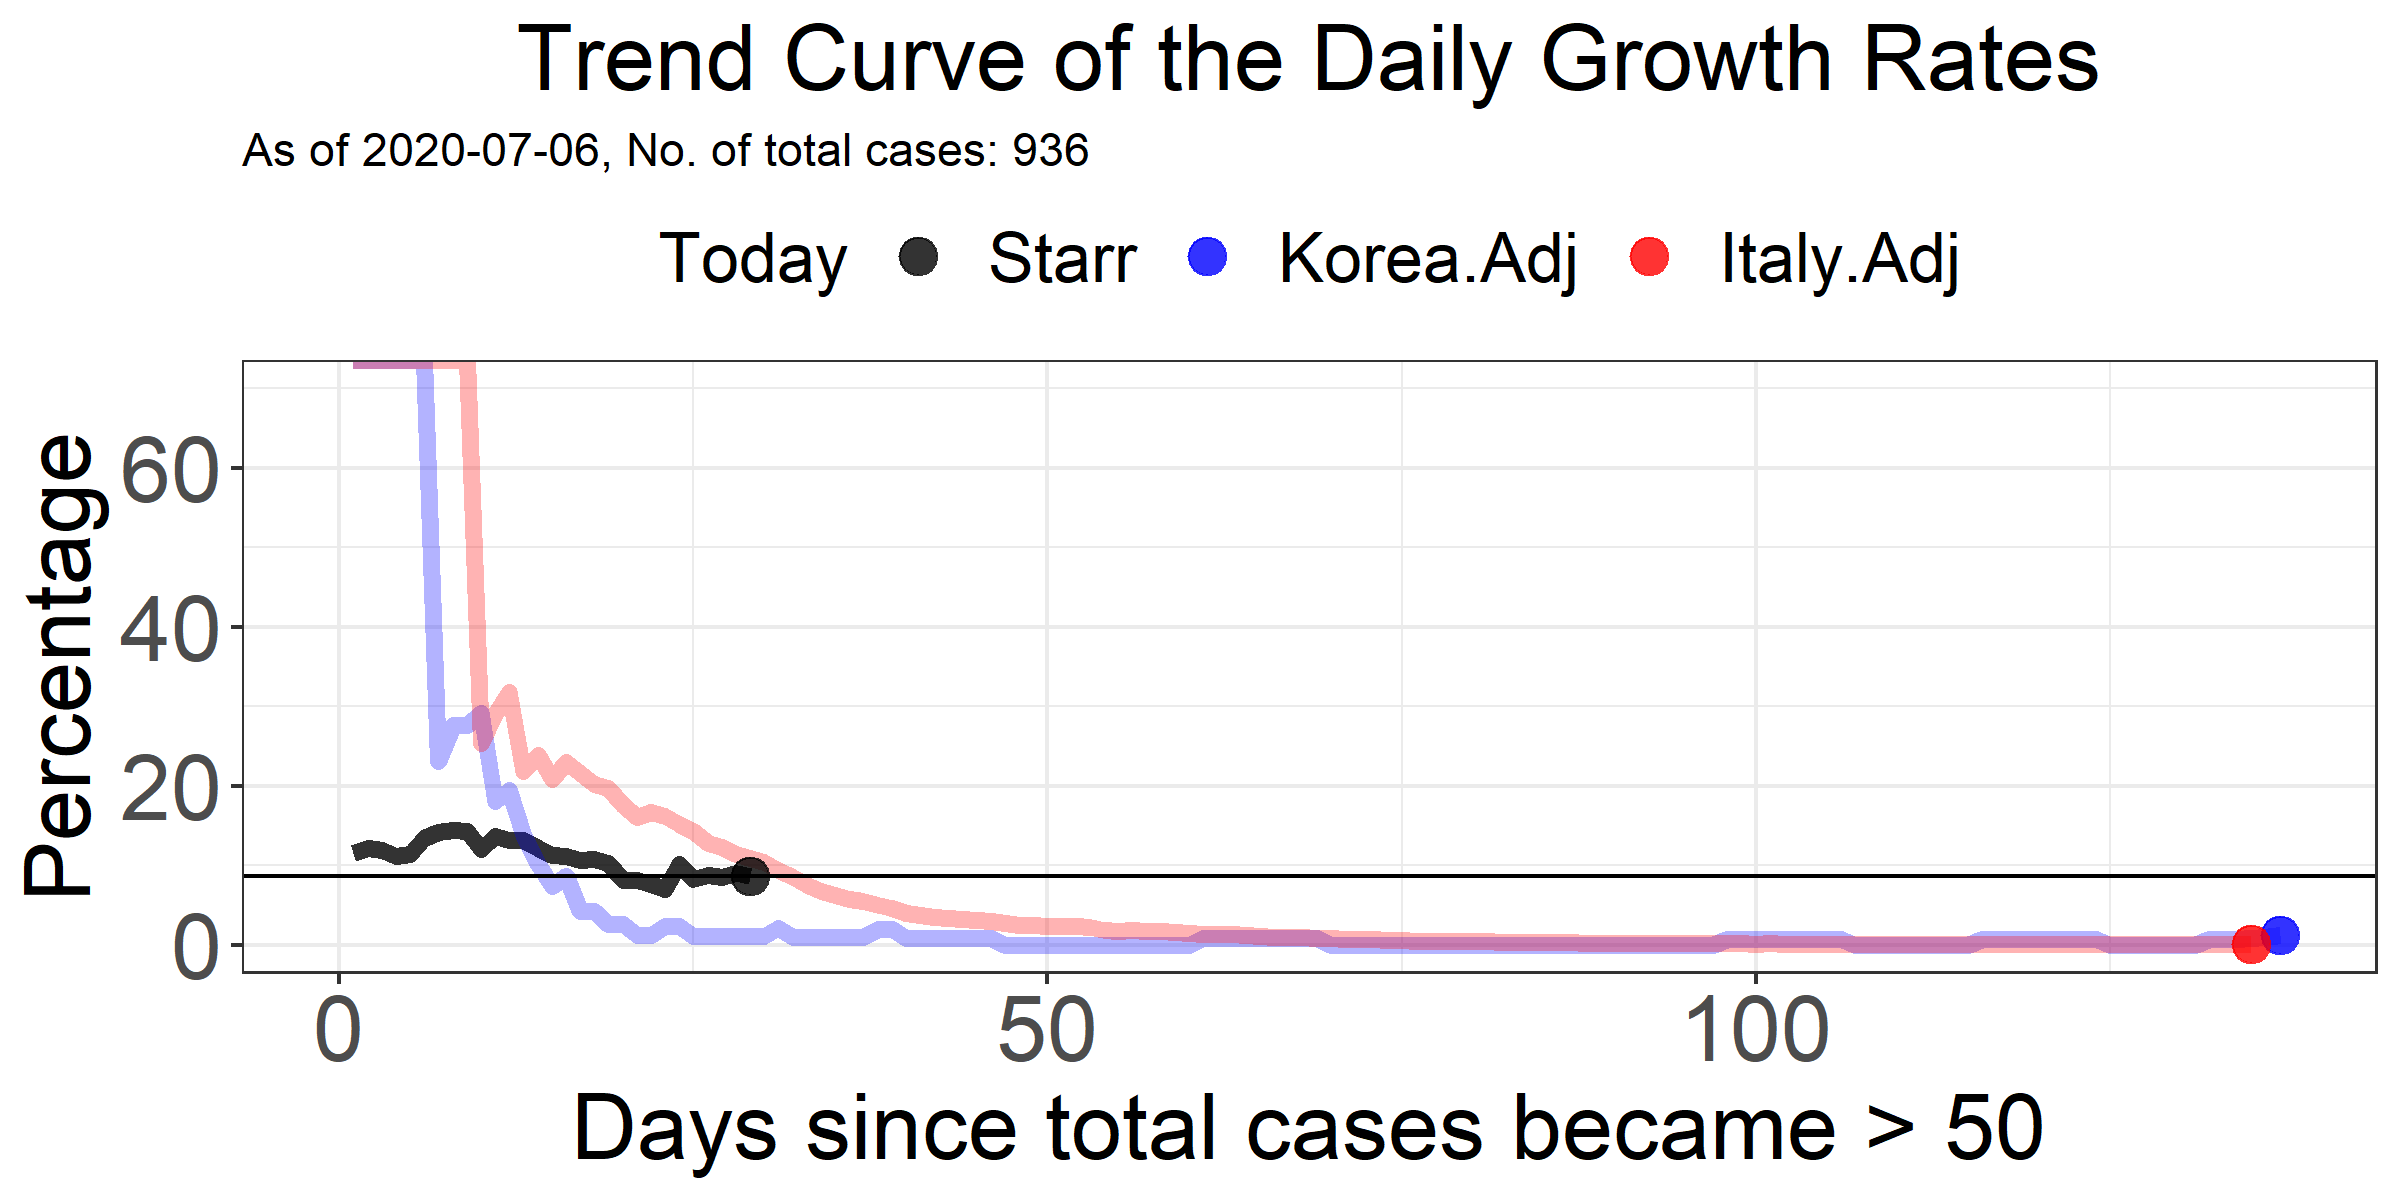 Trend Curve of the Daily Growth Rates
As of 2020-07-06, No. of total cases: 936
Today Starr Korea.Adj Italy.Adj
Percentage
60
40
20
0
0 50 100
Days since total cases became > 50